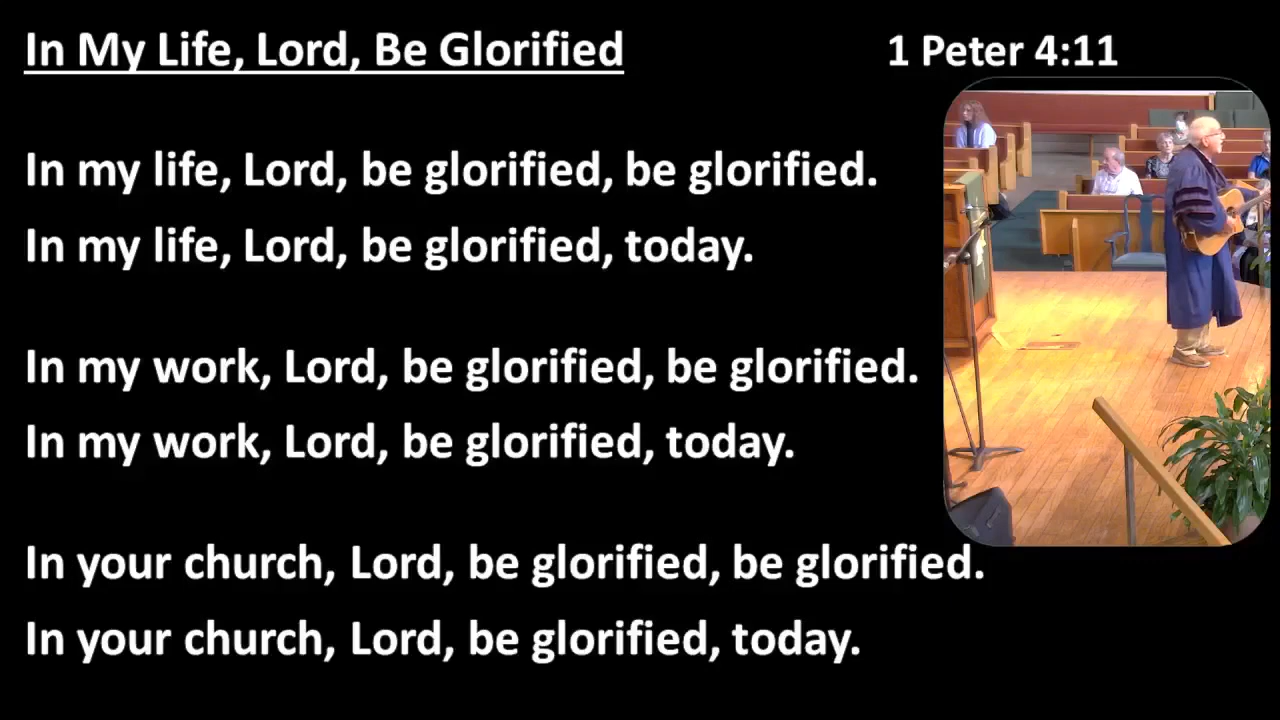 In My Life, Lord, Be Glorified
1 Peter 4:11
In my life, Lord, be glorified, be glorified.
In my life, Lord, be glorified, today.
In my work, Lord, be glorified, be glorified.
In my work, Lord, be glorified, today.
In your church, Lord, be glorified, be glorified.
In your church, Lord, be glorified, today.